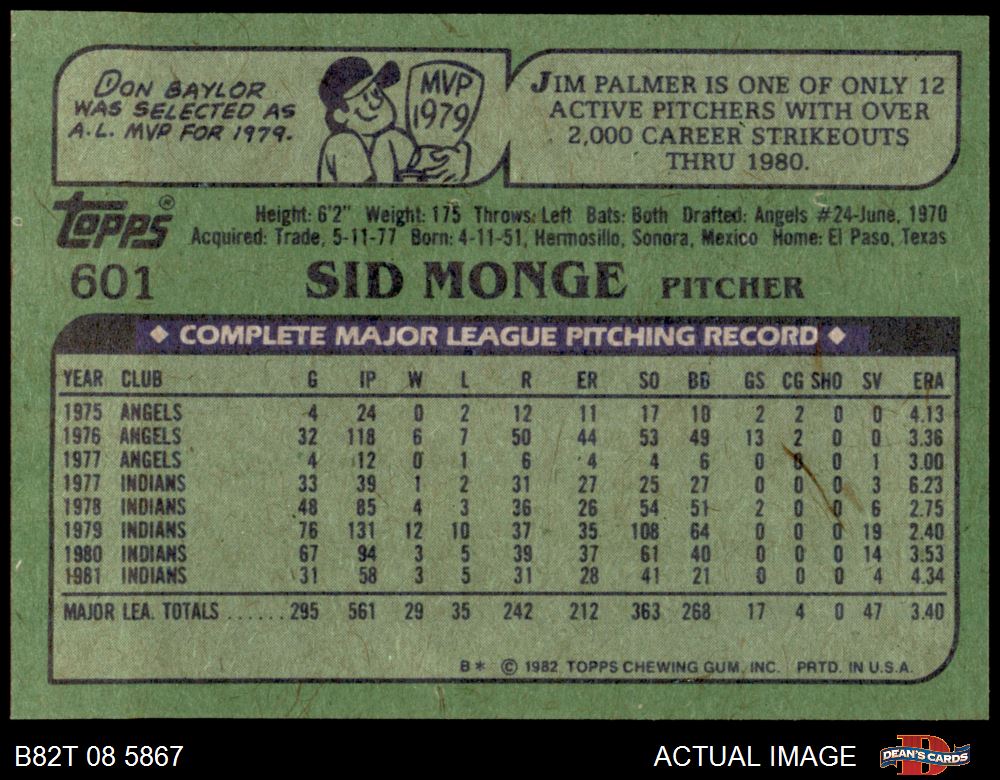 DON BAYLOR
WAS SELECTED AS
A.L. MVP FOR 1979.
MVP
1979
JIM PALMER IS ONE OF ONLY 12
ACTIVE PITCHERS WITH OVER
2,000 CAREER STRIKEOUTS
THRU 1980.
topps®
Height: 6'2" Weight: 175 Throws: Left Bats: Both Drafted: Angels #24-June, 1970
Acquired: Trade, 5-11-77 Born: 4-11-51, Hermosillo, Sonora, Mexico Home: El Paso, Texas
601 SID MONGE PITCHER
◆ COMPLETE MAJOR LEAGUE PITCHING RECORD ◆
YEAR CLUB G IP W L R ER SO BB GS CG SHO SV ERA
1975 ANGELS 4 24 0 2 12 11 17 10 2 2 0 0 4.13
1976 ANGELS 32 118 6 7 50 44 53 49 13 2 0 0 3.36
1977 ANGELS 4 12 0 1 6 4 4 6 0 0 0 1 3.00
1977 INDIANS 33 39 1 2 31 27 25 27 0 0 0 3 6.23
1978 INDIANS 48 85 4 3 36 26 54 51 2 0 0 6 2.75
1979 INDIANS 76 131 12 10 37 35 108 64 0 0 0 19 2.40
1980 INDIANS 67 94 3 5 39 37 61 40 0 0 0 14 3.53
1981 INDIANS 31 58 3 5 31 28 41 21 0 0 0 4 4.34
MAJOR LEA. TOTALS ...... 295 561 29 35 242 212 363 268 17 4 0 47 3.40
B* © 1982 TOPPS CHEWING GUM, INC. PRTD. IN U.S.A.
B82T 08 5867 ACTUAL IMAGE
D
DEAN'S CARDS